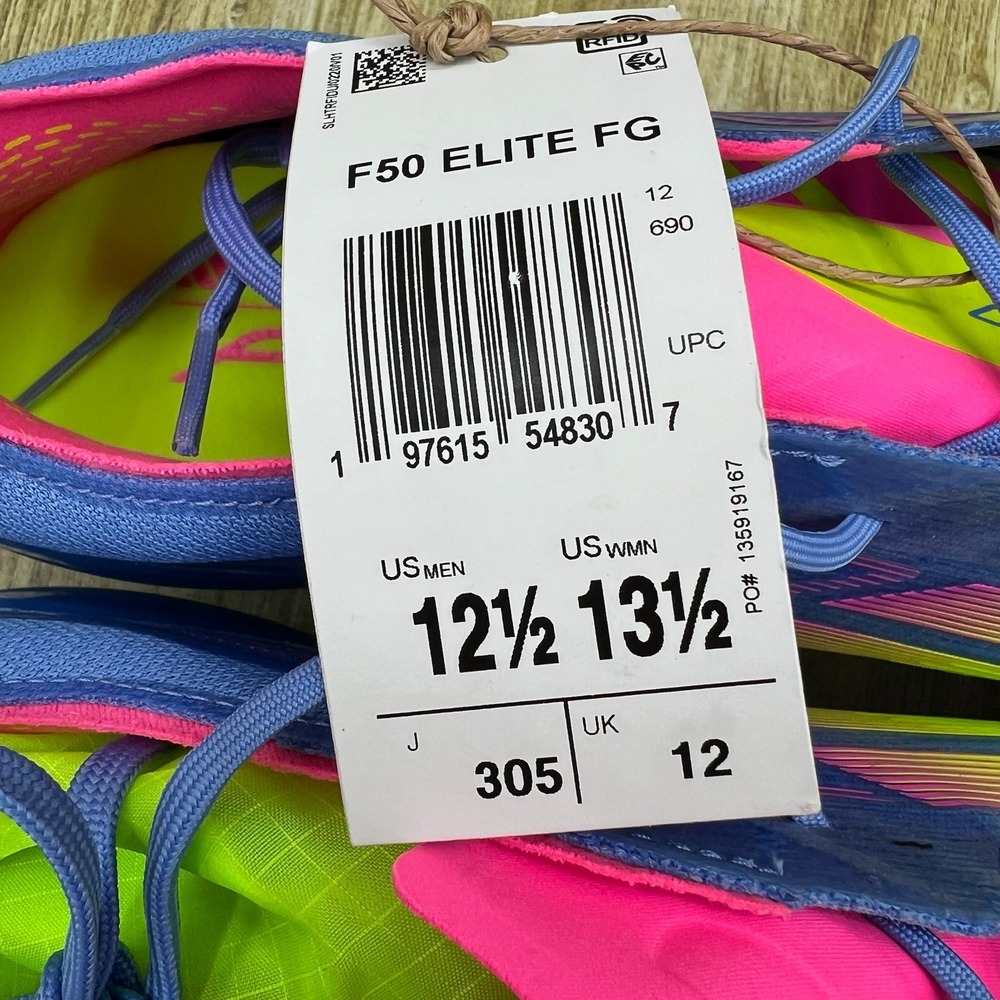 SLHTRFIDUI0220IV01
RFID
F50 ELITE FG
12
690
UPC
1 97615 54830 7
PO# 135919167
US MEN US WMN
12½ 13½
J UK
305 12